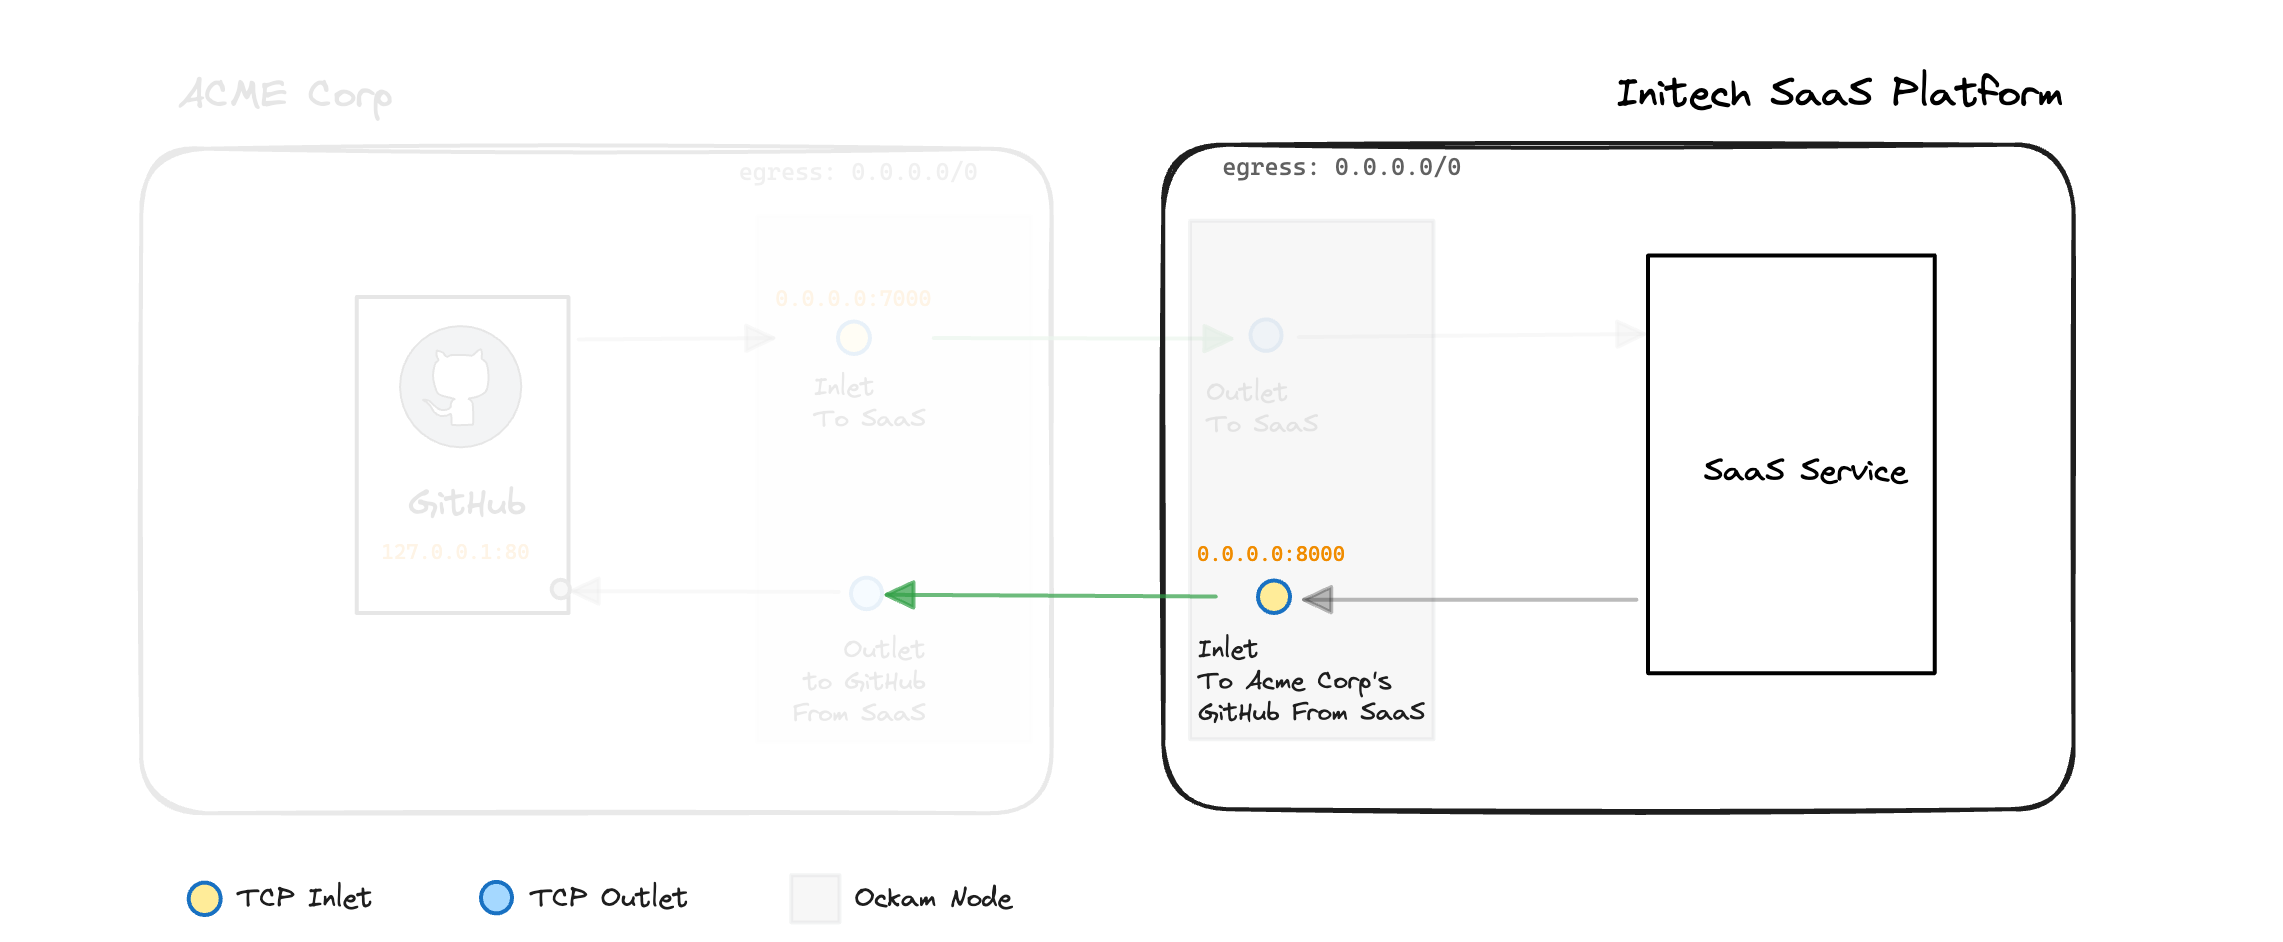 ACME Corp
Initech SaaS Platform
egress: 0.0.0.0/0
egress: 0.0.0.0/0
0.0.0.0:7000
Inlet
To SaaS
Outlet
To SaaS
GitHub
127.0.0.1:80
SaaS Service
0.0.0.0:8000
Outlet
to GitHub
From SaaS
Inlet
To Acme Corp's
GitHub From SaaS
TCP Inlet
TCP Outlet
Ockam Node